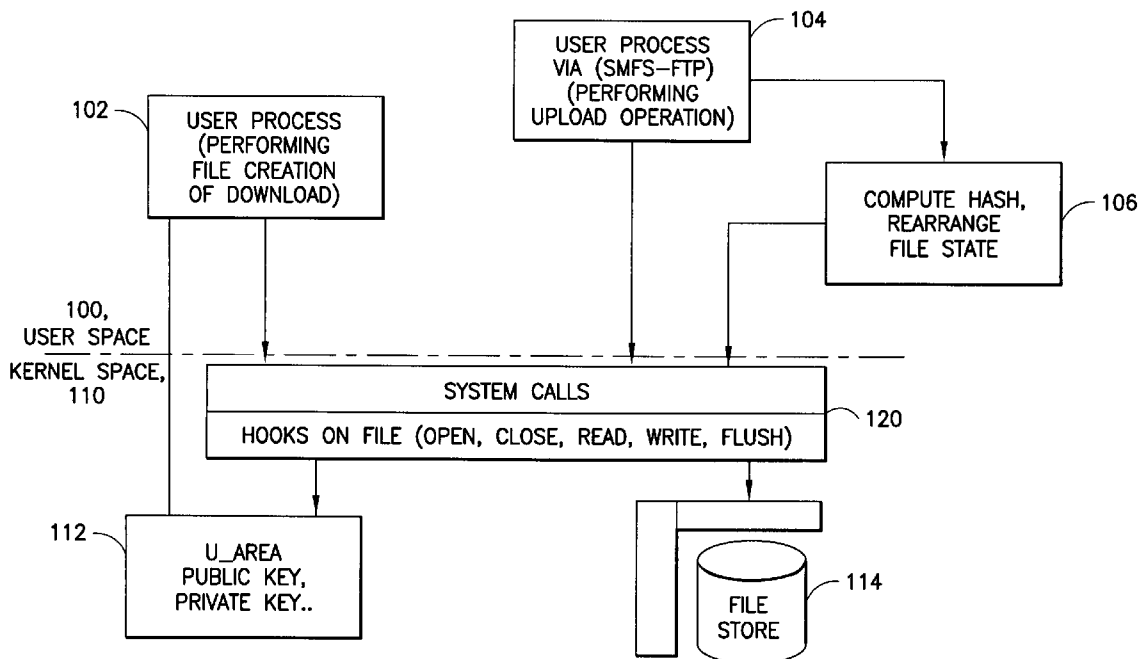 104
USER PROCESS
VIA (SMFS-FTP)
(PERFORMING
UPLOAD OPERATION)
102
USER PROCESS
(PERFORMING
FILE CREATION
OF DOWNLOAD)
COMPUTE HASH,
REARRANGE
FILE STATE
106
100,
USER SPACE
KERNEL SPACE,
110
SYSTEM CALLS
HOOKS ON FILE (OPEN, CLOSE, READ, WRITE, FLUSH)
120
112
U_AREA
PUBLIC KEY,
PRIVATE KEY..
FILE
STORE
114